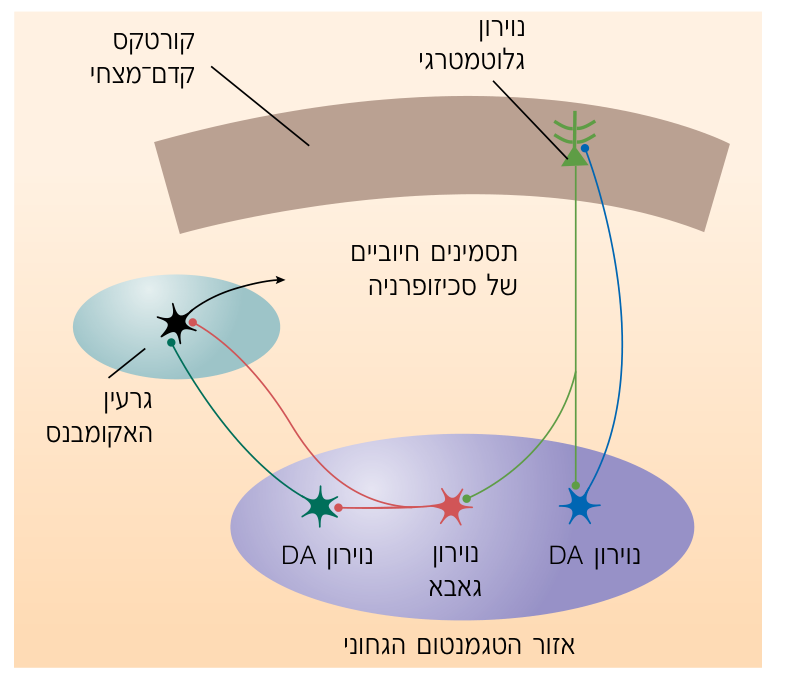 קורטקס
קדם־מצחי
נוירון
גלוטמטרגי
תסמינים חיוביים
של סכיזופרניה
גרעין
האקומבנס
נוירון DA
נוירון
גאבא
נוירון DA
אזור הטגמנטום הגחוני